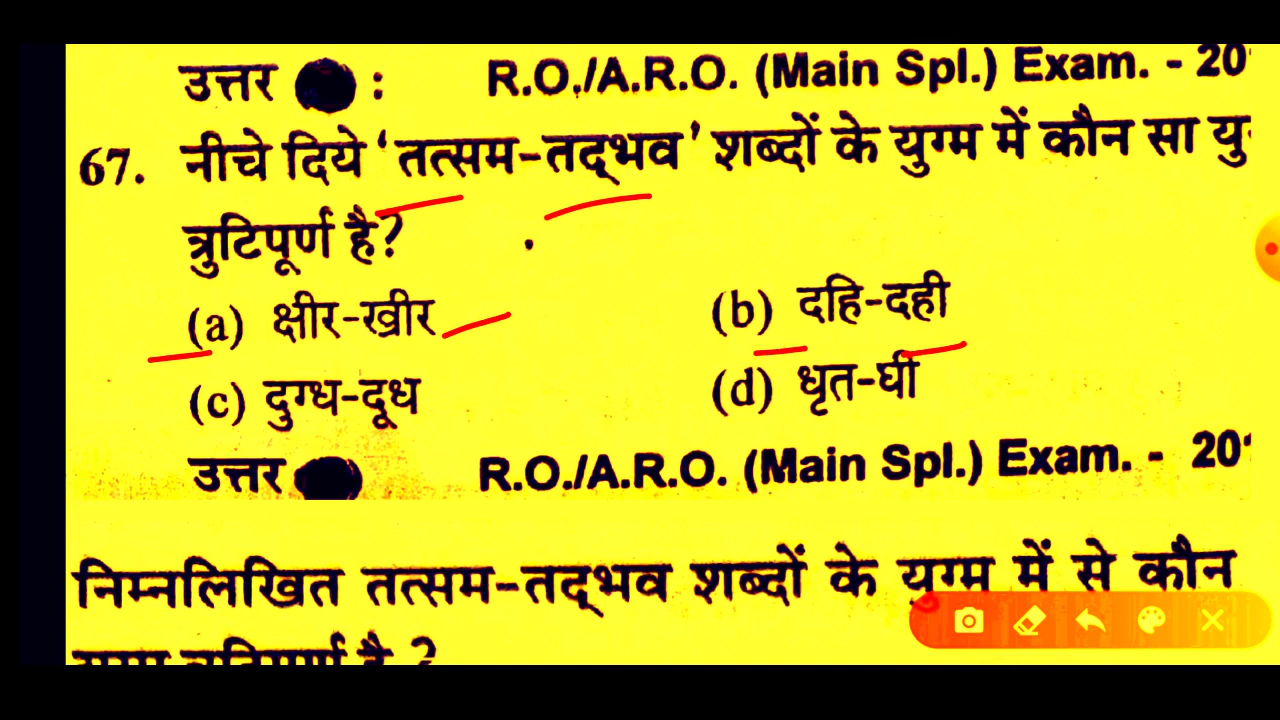 उत्तर : R.O./A.R.O. (Main Spl.) Exam. - 20
67. नीचे दिये 'तत्सम-तद्भव' शब्दों के युग्म में कौन सा
त्रुटिपूर्ण है?
(a) क्षीर-खीर (b) दहि-दही
(c) दुग्ध-दूध (d) धृत-घी
उत्तर R.O./A.R.O. (Main Spl.) Exam. - 20
निम्नलिखित तत्सम-तद्भव शब्दों के युग्म में से कौन
है ?